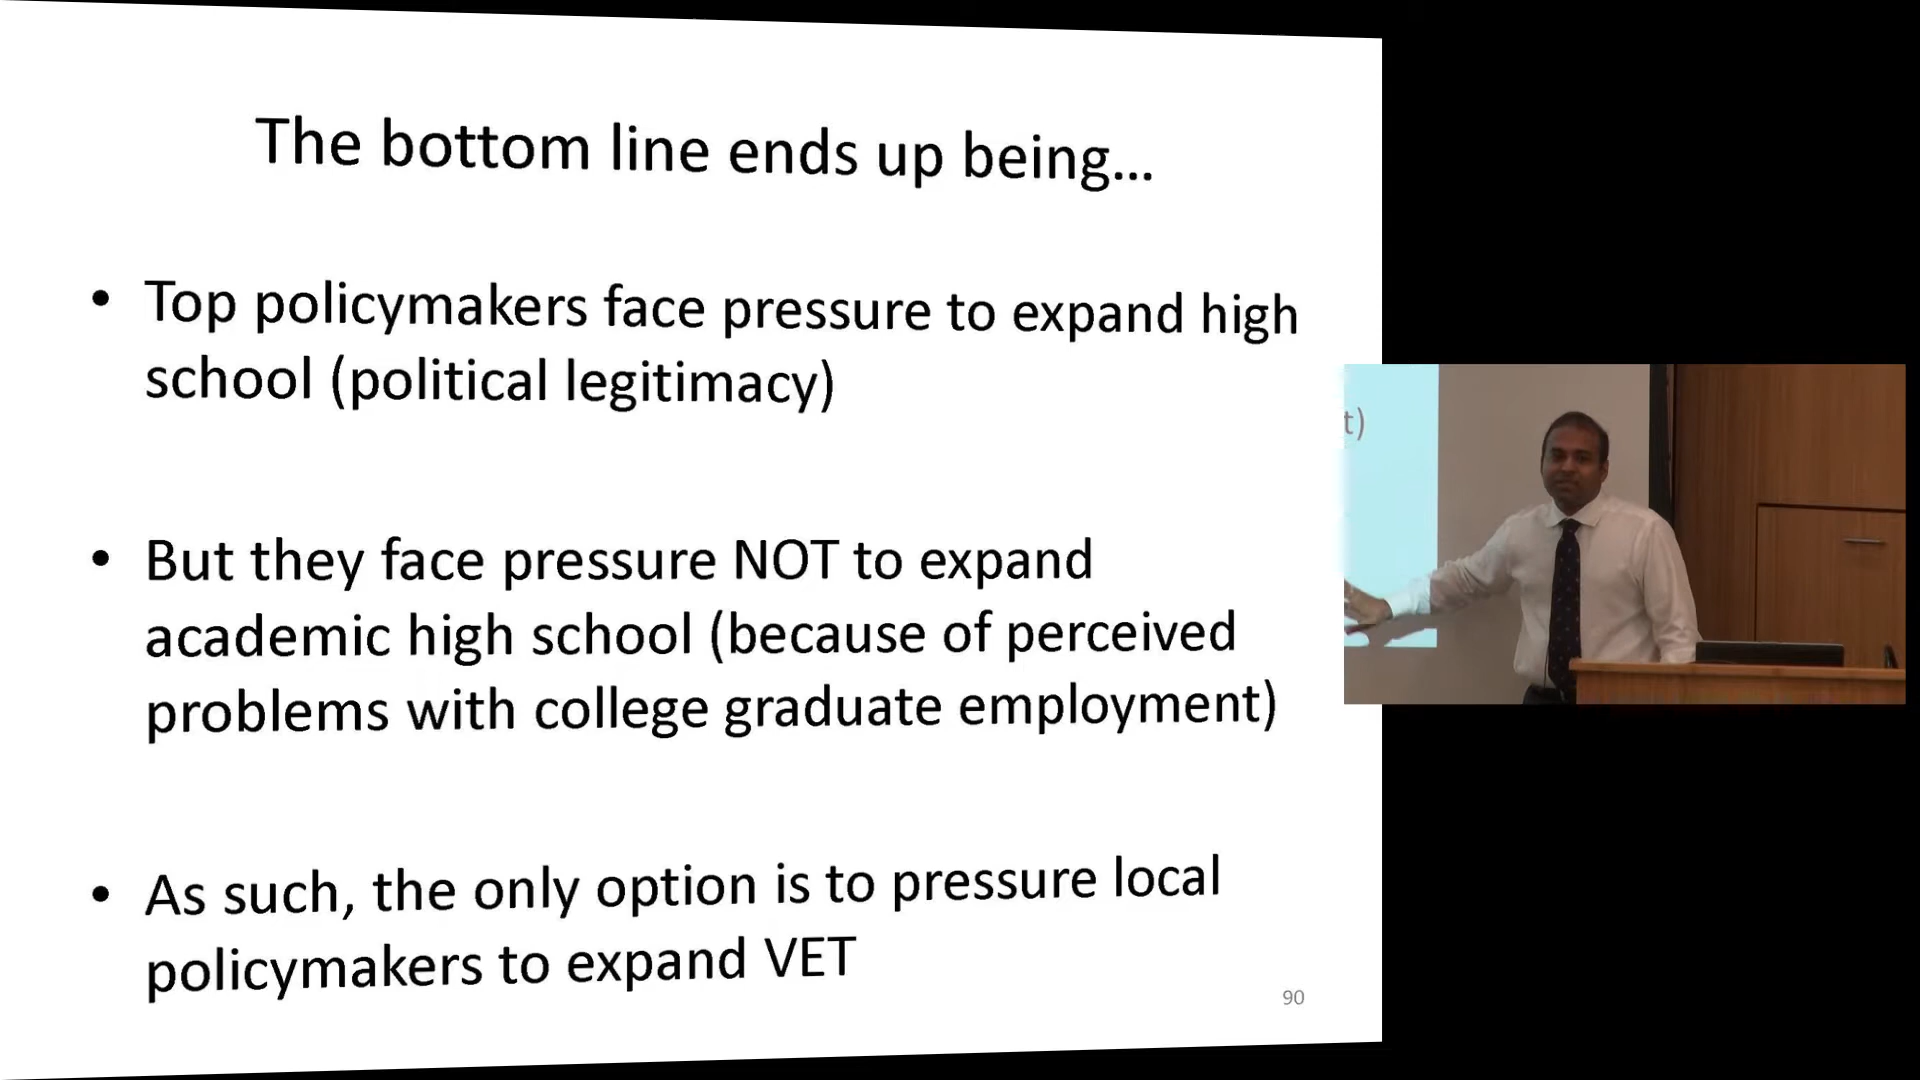 The bottom line ends up being...
• Top policymakers face pressure to expand high
school (political legitimacy)
• But they face pressure NOT to expand
academic high school (because of perceived
problems with college graduate employment)
• As such, the only option is to pressure local
policymakers to expand VET
90
t)